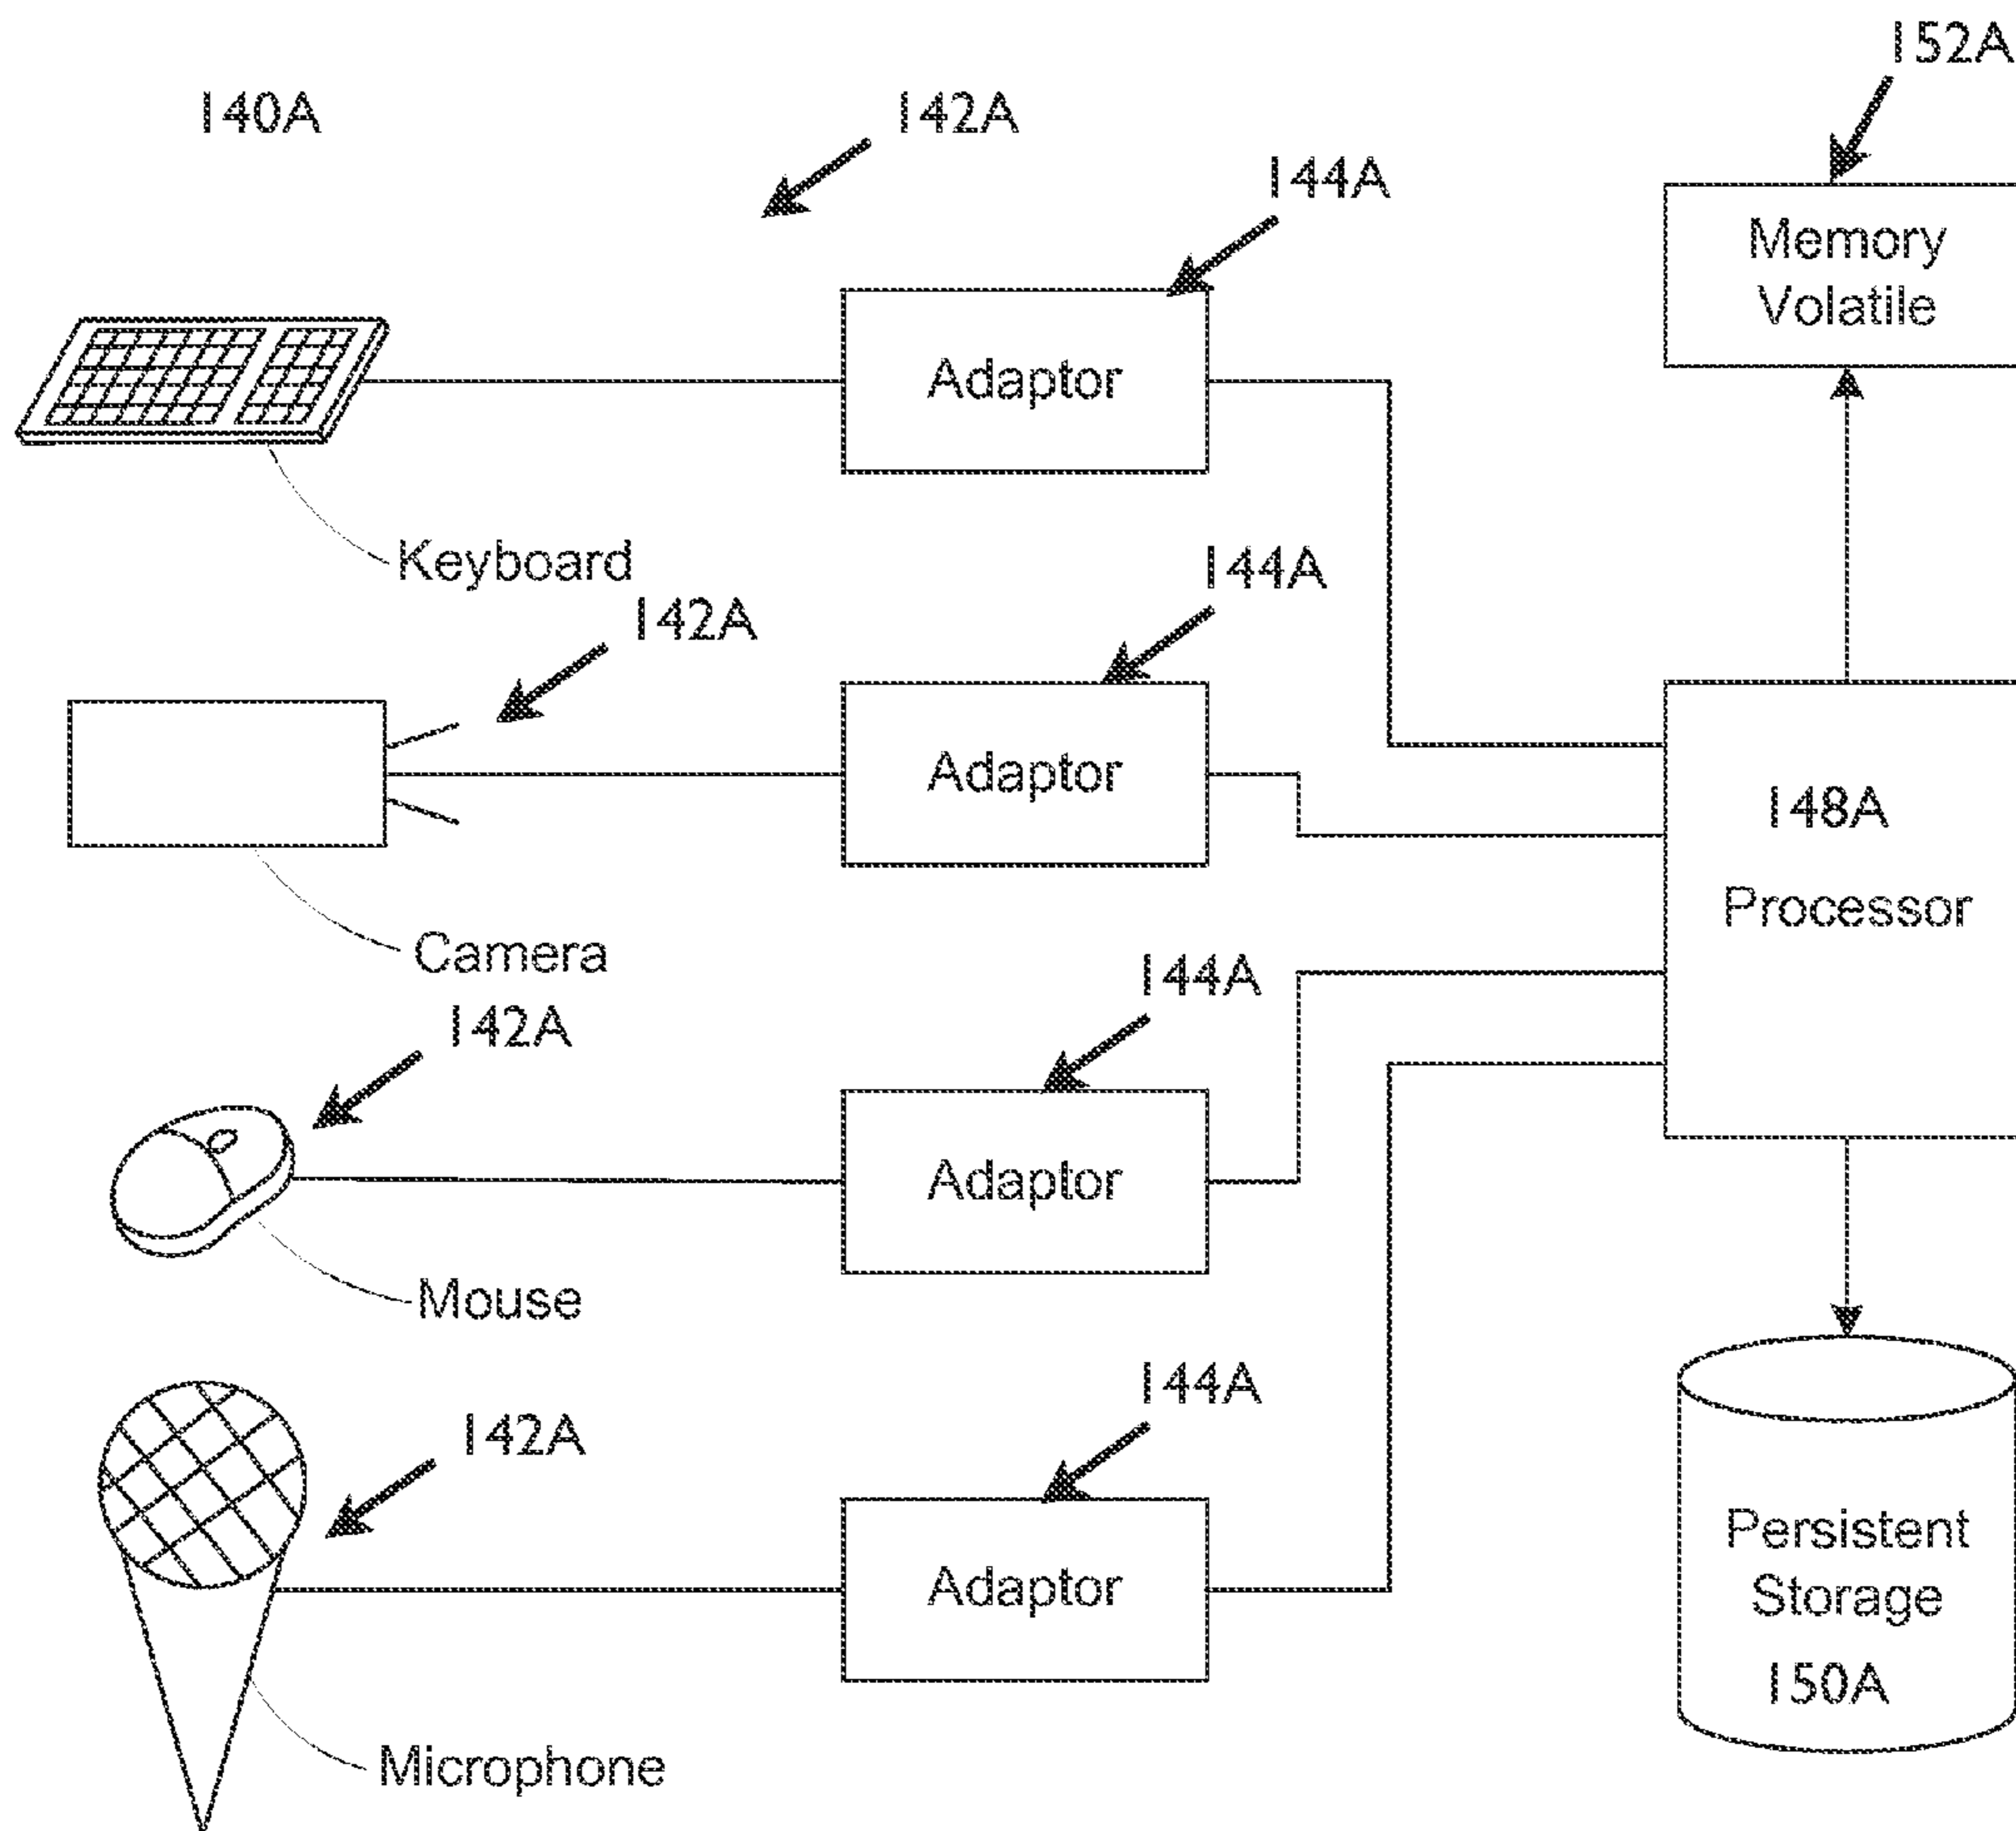 152A
140A
142A
144A
Memory
Volatile
Adaptor
Keyboard
144A
142A
Adaptor
148A
Processor
Camera
144A
142A
Adaptor
Mouse
144A
142A
Persistent
Storage
Adaptor
150A
Microphone